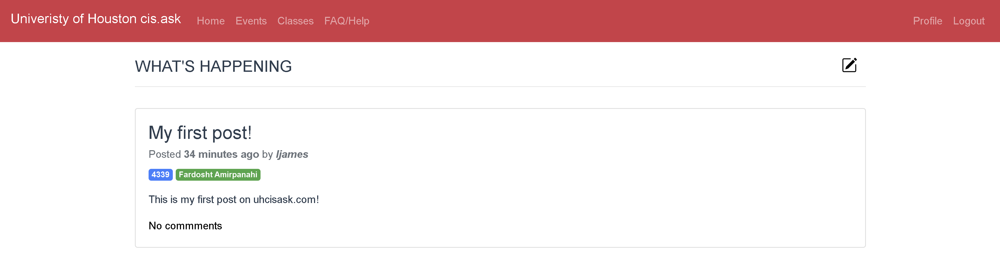 Univeristy of Houston cis.ask Home Events Classes FAQ/Help Profile Logout
WHAT'S HAPPENING
My first post!
Posted 34 minutes ago by ljames
4339 Fardosht Amirpanahi
This is my first post on uhcisask.com!
No commments